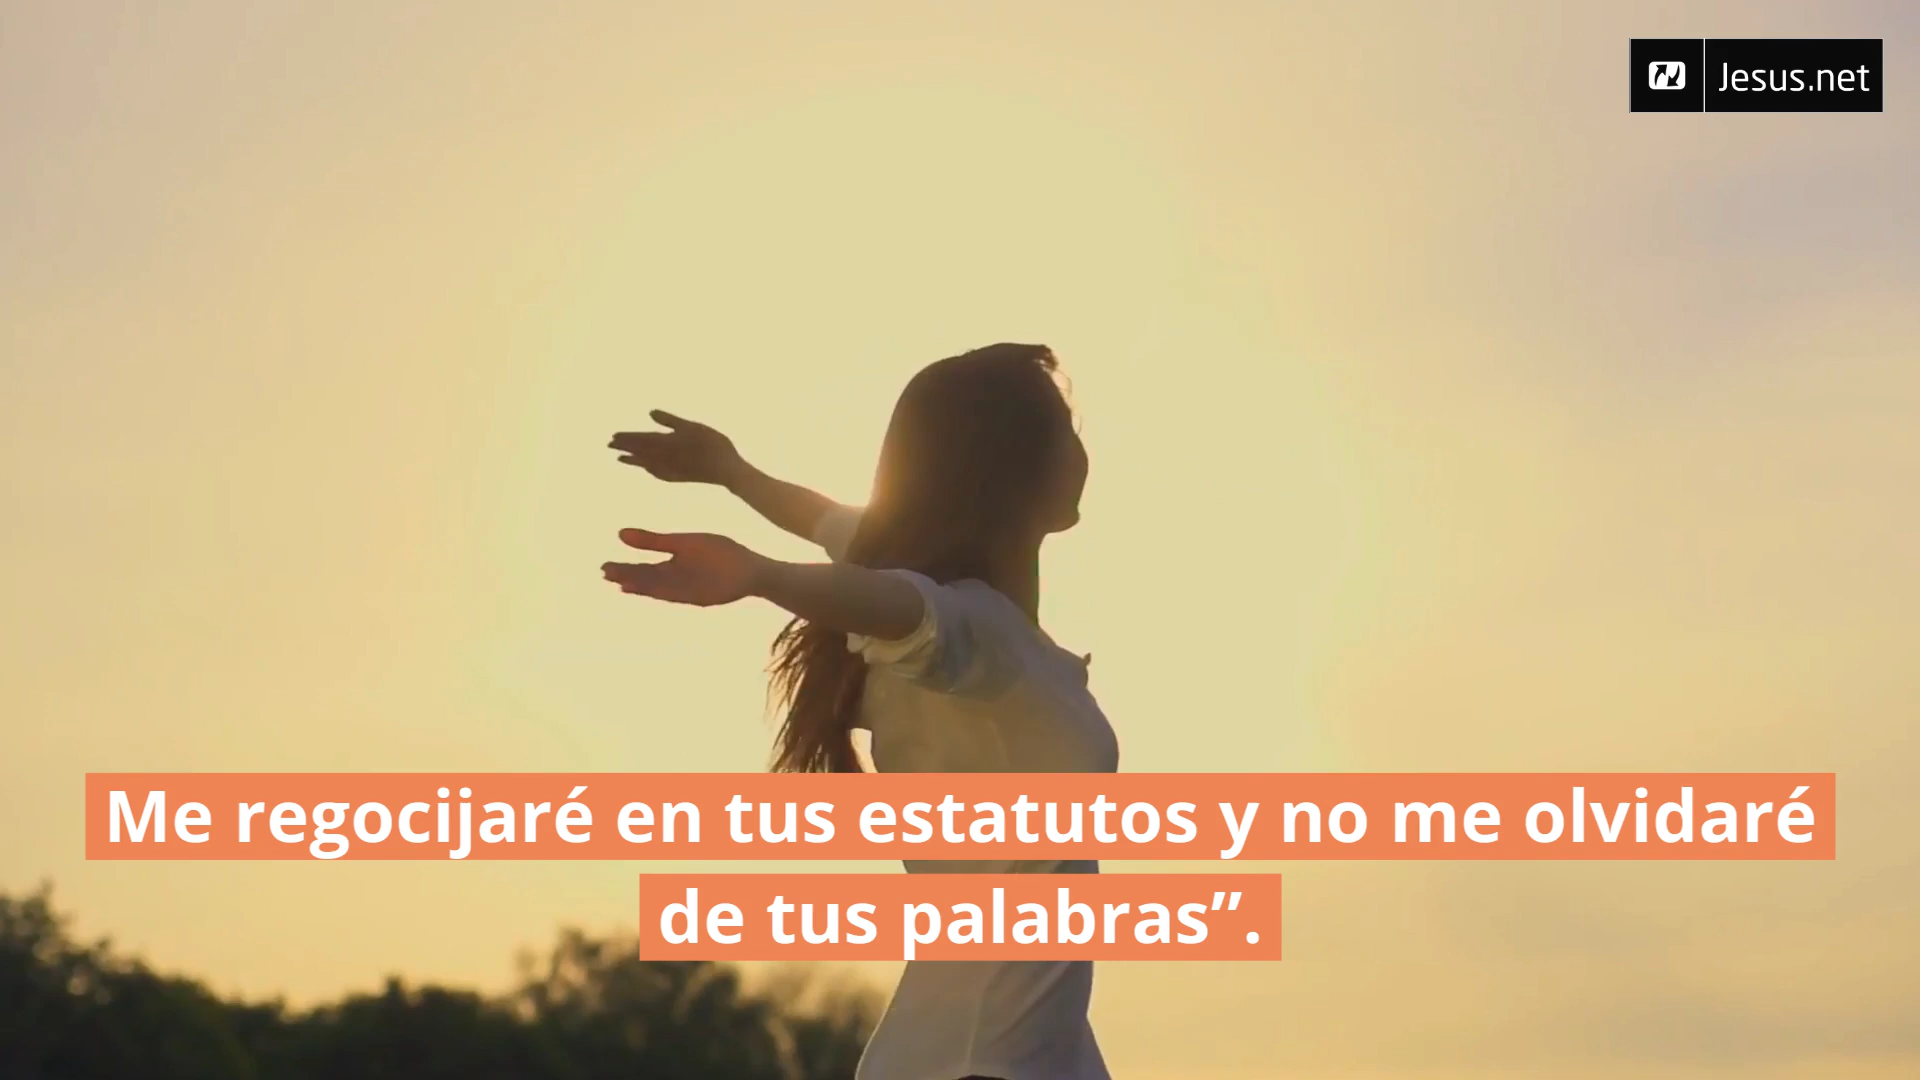 Jesus.net
Me regocijaré en tus estatutos y no me olvidaré
de tus palabras”.